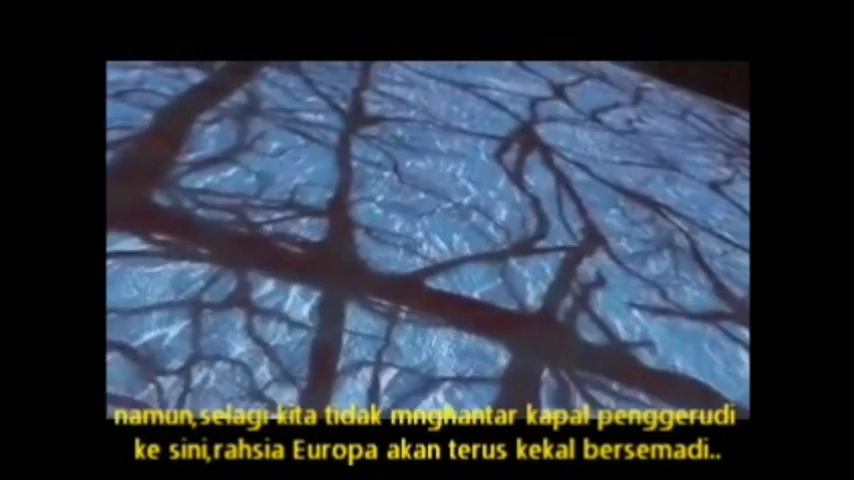 namun,selagi-kita tidak mnghantar kapal penggerudi
ke sini,rahsia Europa akan terus kekal bersemadi..